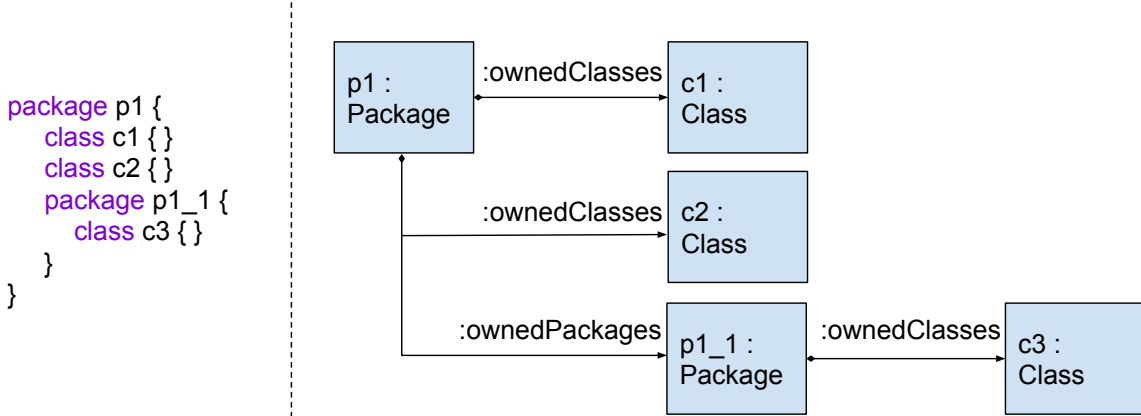 package p1 {
class c1 { }
class c2 { }
package p1_1 {
class c3 { }
}
}
p1 :
Package
:ownedClasses
c1 :
Class
:ownedClasses
c2 :
Class
:ownedPackages
p1_1 :
Package
:ownedClasses
c3 :
Class